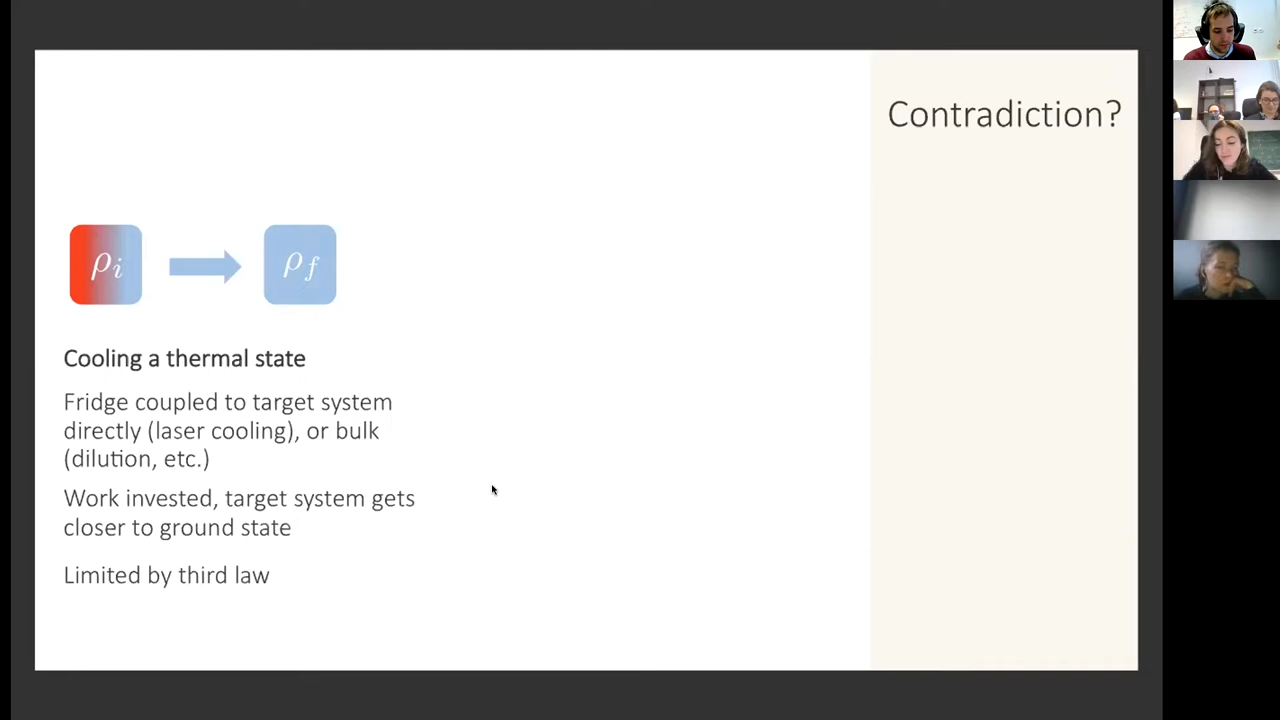 Contradiction?
ρi
ρf
Cooling a thermal state
Fridge coupled to target system
directly (laser cooling), or bulk
(dilution, etc.)
Work invested, target system gets
closer to ground state
Limited by third law